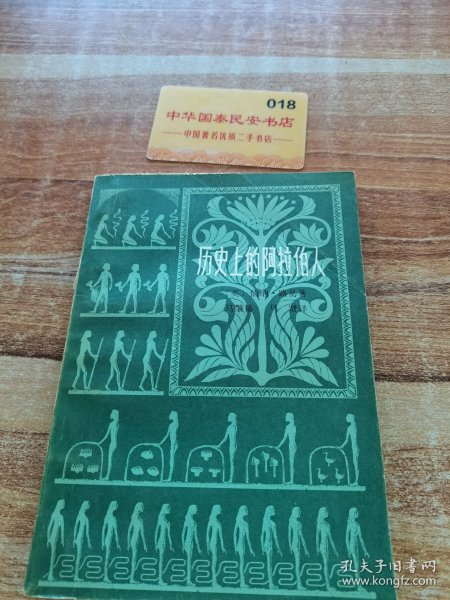 018
中华国泰民安书店
中国著名优质二手书店
历史上的阿拉伯人
孔夫子旧书网
www.kongfz.com